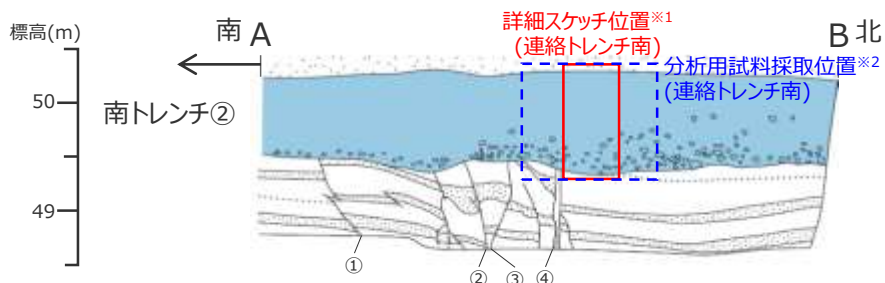 標高(m)
南 A
B 北
詳細スケッチ位置※1
(連絡トレンチ南)
分析用試料採取位置※2
(連絡トレンチ南)
50
南トレンチ②
49
① ② ③ ④